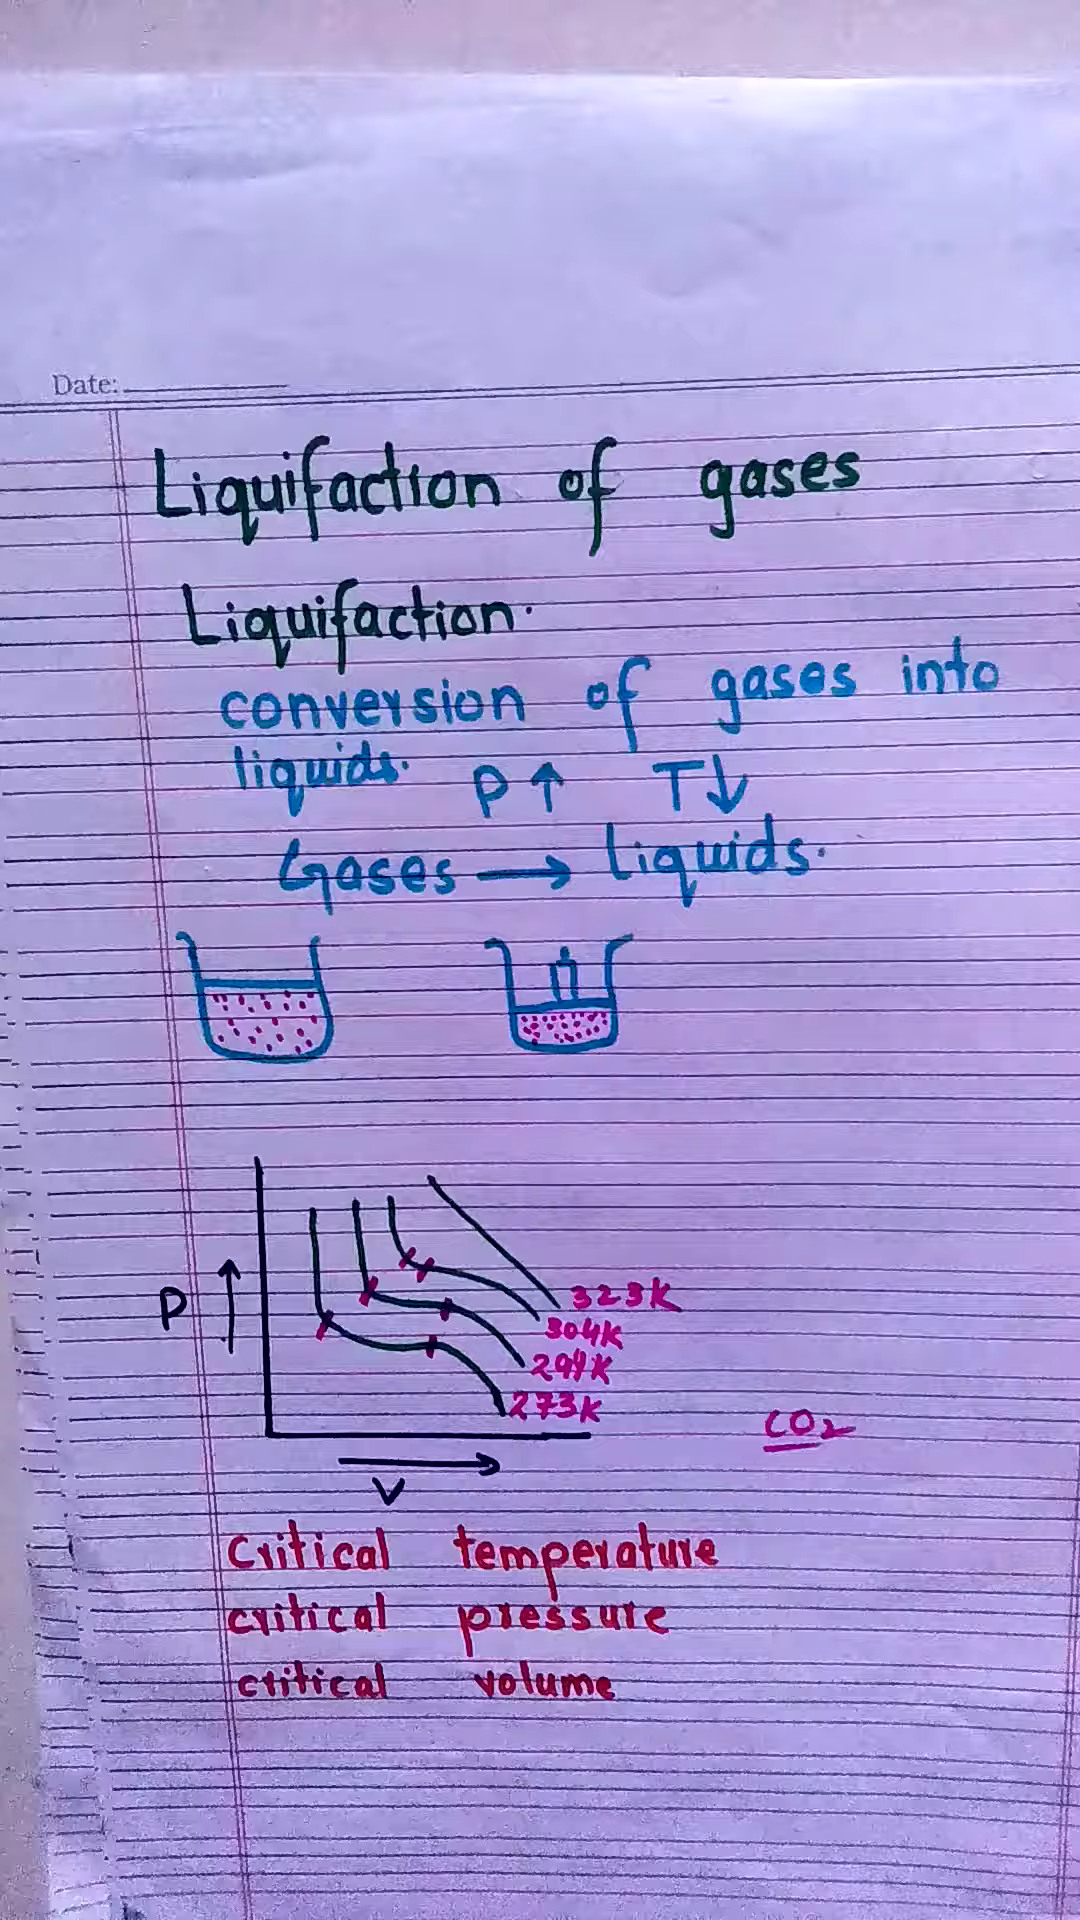 Date:
Liquifaction of gases
Liquifaction.
conversion of gases into
liquids.
P↑ T↓
Gases → liquids.
P ↑
323K
304K
294K
273K
CO₂
→
V
Critical temperature
critical pressure
critical volume